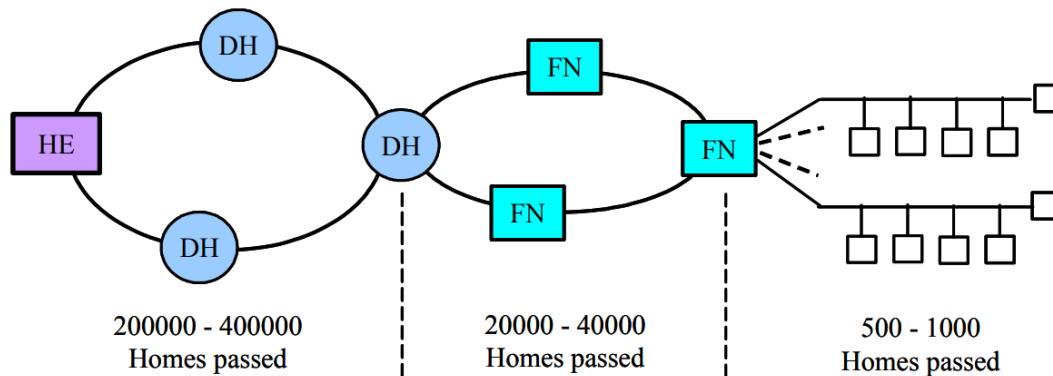 DH
FN
HE
DH
FN
FN
DH
200000 - 400000
Homes passed
20000 - 40000
Homes passed
500 - 1000
Homes passed